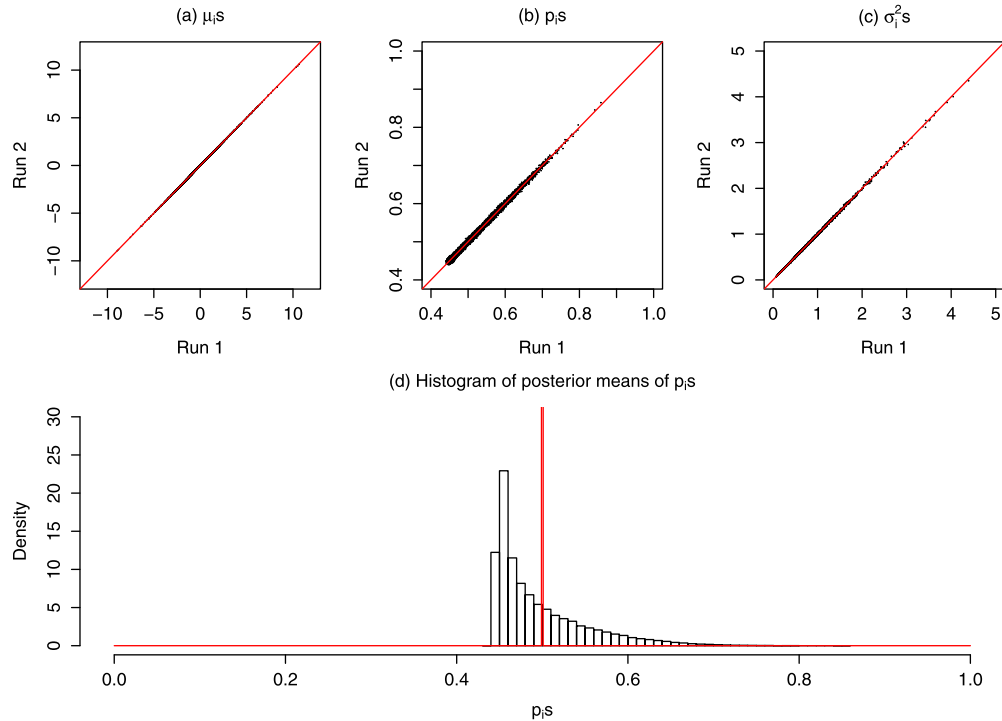 (a) μᵢs
(b) pᵢs
(c) σᵢ²s
10
5
0
−5
−10
Run 2
−10 −5 0 5 10
Run 1
1.0
0.8
0.6
0.4
Run 2
0.4 0.6 0.8 1.0
Run 1
5
4
3
2
1
0
Run 2
0 1 2 3 4 5
Run 1
(d) Histogram of posterior means of pᵢs
30
25
20
15
10
5
0
Density
0.0 0.2 0.4 0.6 0.8 1.0
pᵢs